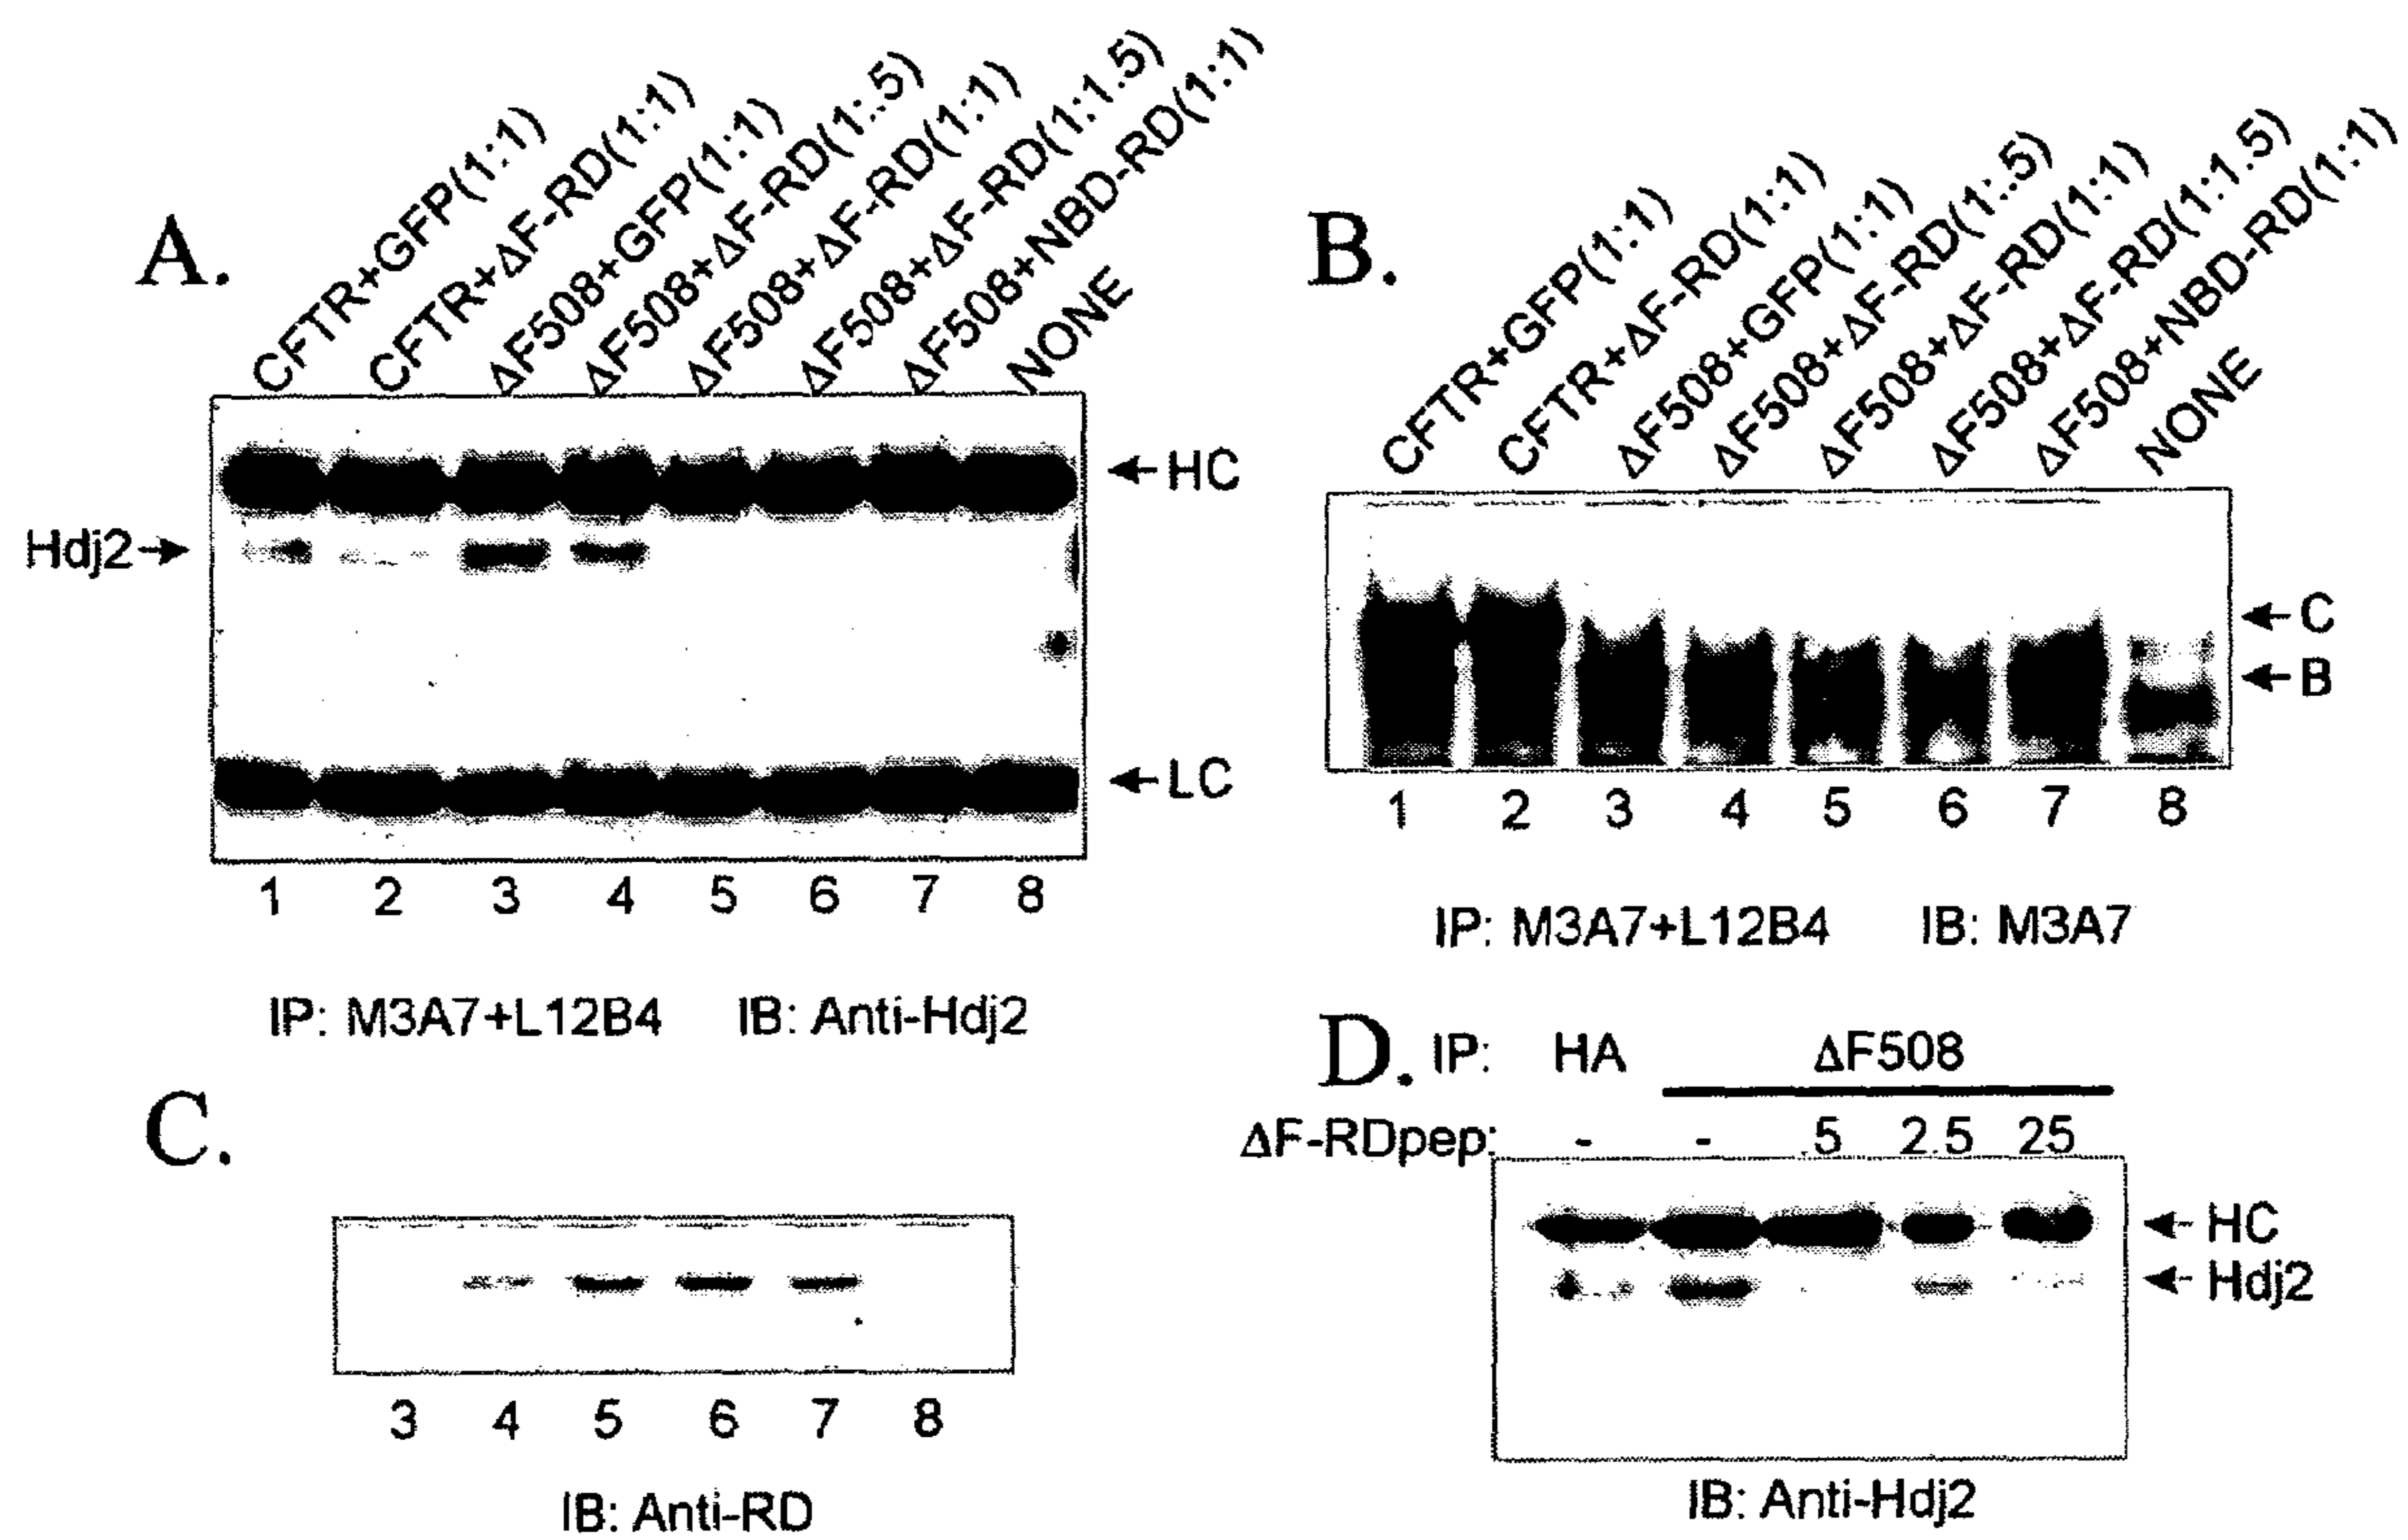 A.
CFTR+GFP(1:1)
CFTR+ΔF-RD(1:1)
ΔF508+GFP(1:1)
ΔF508+ΔF-RD(1:.5)
ΔF508+ΔF-RD(1:1)
ΔF508+ΔF-RD(1:1.5)
ΔF508+NBD-RD(1:1)
NONE
HC
Hdj2
LC
1 2 3 4 5 6 7 8
IP: M3A7+L12B4 IB: Anti-Hdj2
B.
CFTR+GFP(1:1)
CFTR+ΔF-RD(1:1)
ΔF508+GFP(1:1)
ΔF508+ΔF-RD(1:.5)
ΔF508+ΔF-RD(1:1)
ΔF508+ΔF-RD(1:1.5)
ΔF508+NBD-RD(1:1)
NONE
C
B
1 2 3 4 5 6 7 8
IP: M3A7+L12B4 IB: M3A7
C.
3 4 5 6 7 8
IB: Anti-RD
D. IP: HA ΔF508
ΔF-RDpep: - - .5 2.5 25
HC
Hdj2
IB: Anti-Hdj2